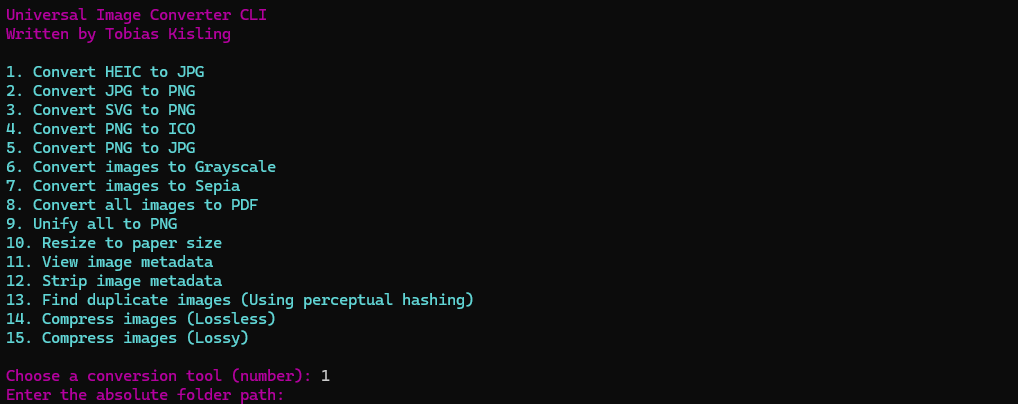 Universal Image Converter CLI
Written by Tobias Kisling
1. Convert HEIC to JPG
2. Convert JPG to PNG
3. Convert SVG to PNG
4. Convert PNG to ICO
5. Convert PNG to JPG
6. Convert images to Grayscale
7. Convert images to Sepia
8. Convert all images to PDF
9. Unify all to PNG
10. Resize to paper size
11. View image metadata
12. Strip image metadata
13. Find duplicate images (Using perceptual hashing)
14. Compress images (Lossless)
15. Compress images (Lossy)
Choose a conversion tool (number): 1
Enter the absolute folder path: